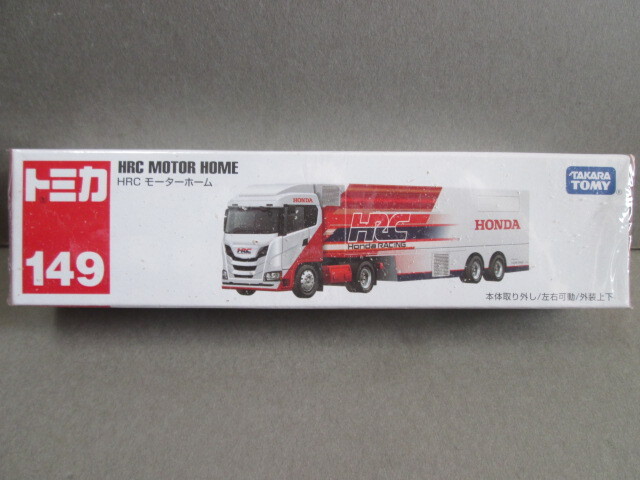 トミカ
149
HRC MOTOR HOME
HRC モーターホーム
TAKARA
TOMY
HONDA
HRC
Honda RACING
HONDA
HRC
本体取り外し/左右可動/外装上下